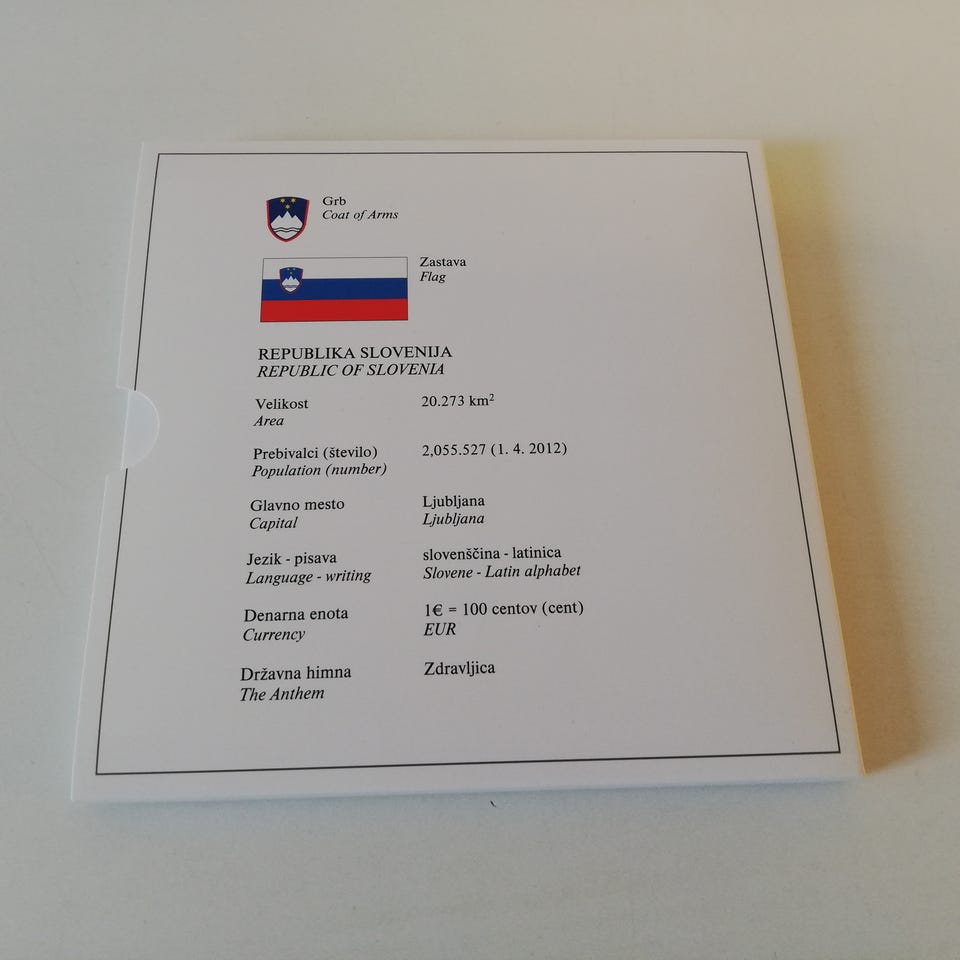 Grb
Coat of Arms
Zastava
Flag
REPUBLIKA SLOVENIJA
REPUBLIC OF SLOVENIA
Velikost 20.273 km²
Area
Prebivalci (število) 2,055.527 (1. 4. 2012)
Population (number)
Glavno mesto Ljubljana
Capital Ljubljana
Jezik - pisava slovenščina - latinica
Language - writing Slovene - Latin alphabet
Denarna enota 1€ = 100 centov (cent)
Currency EUR
Državna himna Zdravljica
The Anthem